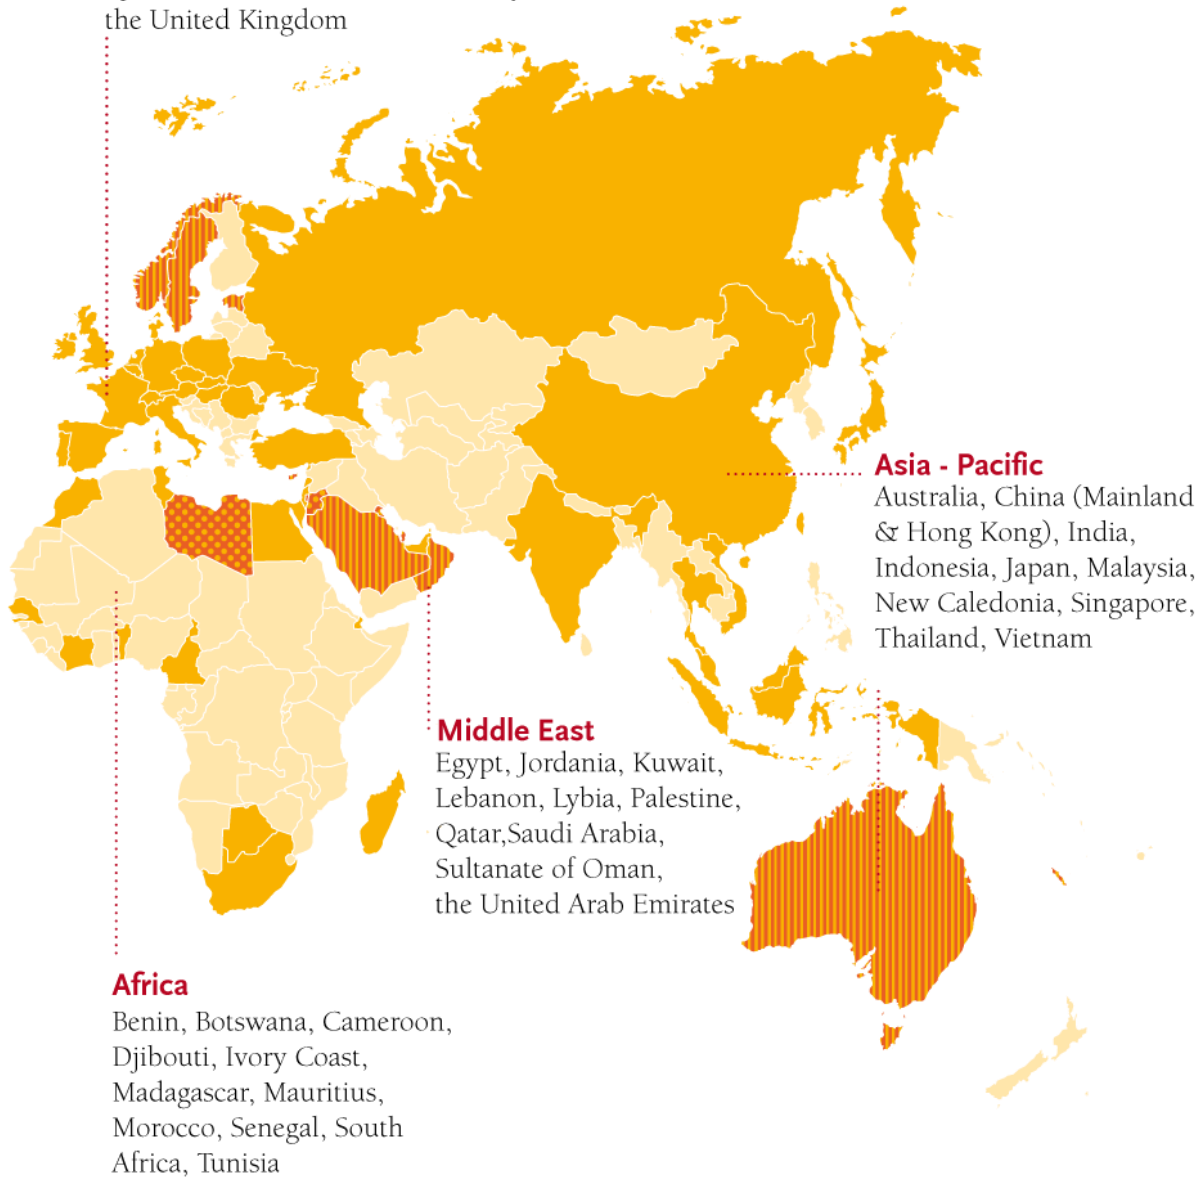 the United Kingdom
Asia - Pacific
Australia, China (Mainland
& Hong Kong), India,
Indonesia, Japan, Malaysia,
New Caledonia, Singapore,
Thailand, Vietnam
Middle East
Egypt, Jordania, Kuwait,
Lebanon, Lybia, Palestine,
Qatar,Saudi Arabia,
Sultanate of Oman,
the United Arab Emirates
Africa
Benin, Botswana, Cameroon,
Djibouti, Ivory Coast,
Madagascar, Mauritius,
Morocco, Senegal, South
Africa, Tunisia